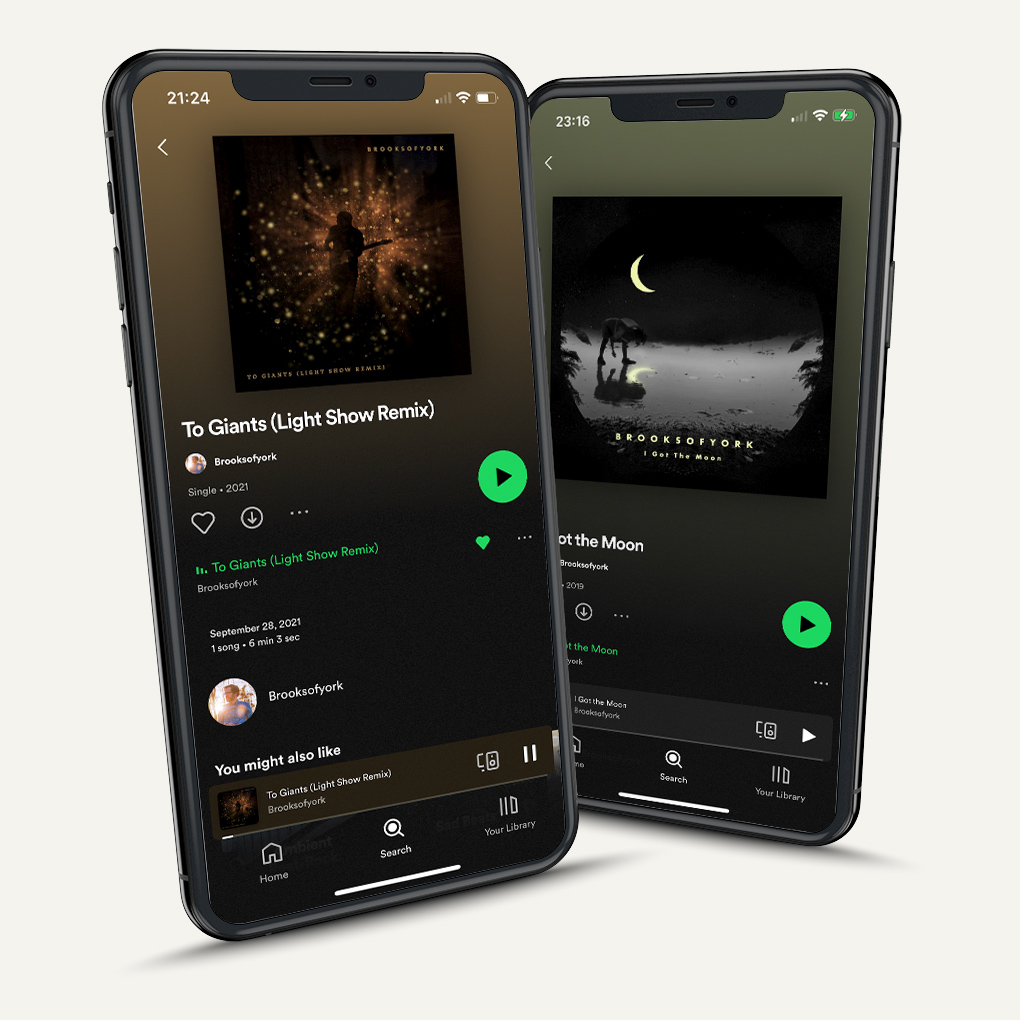 21:24
BROOKSOFYORK
TO GIANTS (LIGHT SHOW REMIX)
To Giants (Light Show Remix)
Brooksofyork
Single • 2021
To Giants (Light Show Remix)
Brooksofyork
September 28, 2021
1 song • 6 min 3 sec
Brooksofyork
You might also like
To Giants (Light Show Remix)
Brooksofyork
Home
Search
Your Library
23:16
BROOKSOFYORK
I Got The Moon
ot the Moon
Brooksofyork
• 2019
ot the Moon
york
I Got the Moon
Brooksofyork
me
Search
Your Library